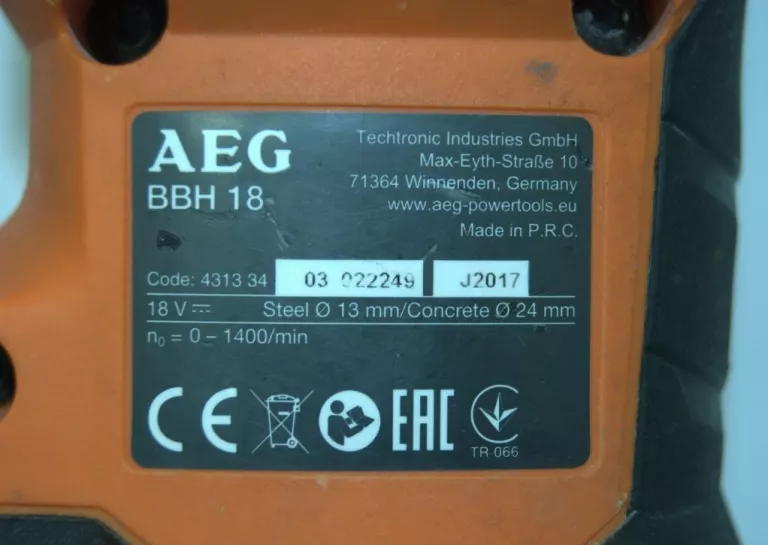 AEG
BBH 18
Techtronic Industries GmbH
Max-Eyth-Straße 10
71364 Winnenden, Germany
www.aeg-powertools.eu
Made in P.R.C.
Code: 4313 34 03 022249 J2017
18 V ⎓ Steel Ø 13 mm/Concrete Ø 24 mm
n₀ = 0 – 1400/min
CE EAC
TR 066